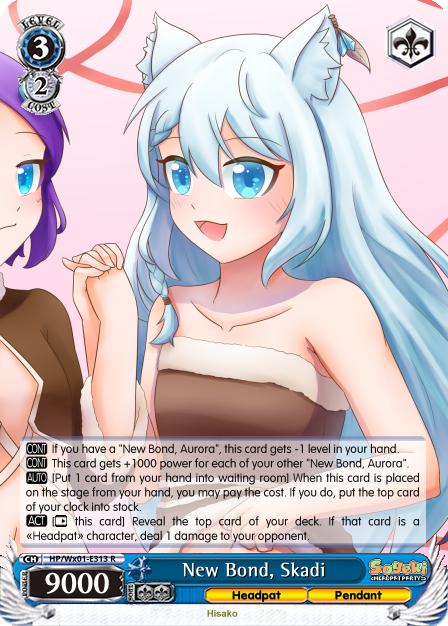 LEVEL
3
2
COST
CONT If you have a "New Bond, Aurora", this card gets -1 level in your hand.
CONT This card gets +1000 power for each of your other "New Bond, Aurora".
AUTO [Put 1 card from your hand into waiting room] When this card is placed
on the stage from your hand, you may pay the cost. If you do, put the top card
of your clock into stock.
ACT [ this card] Reveal the top card of your deck. If that card is a
«Headpat» character, deal 1 damage to your opponent.
CH HP/Wx01-E313 R
POWER 9000 SOUL New Bond, Skadi
Sayuki
HEADPAT PARTY
Headpat Pendant
Hisako